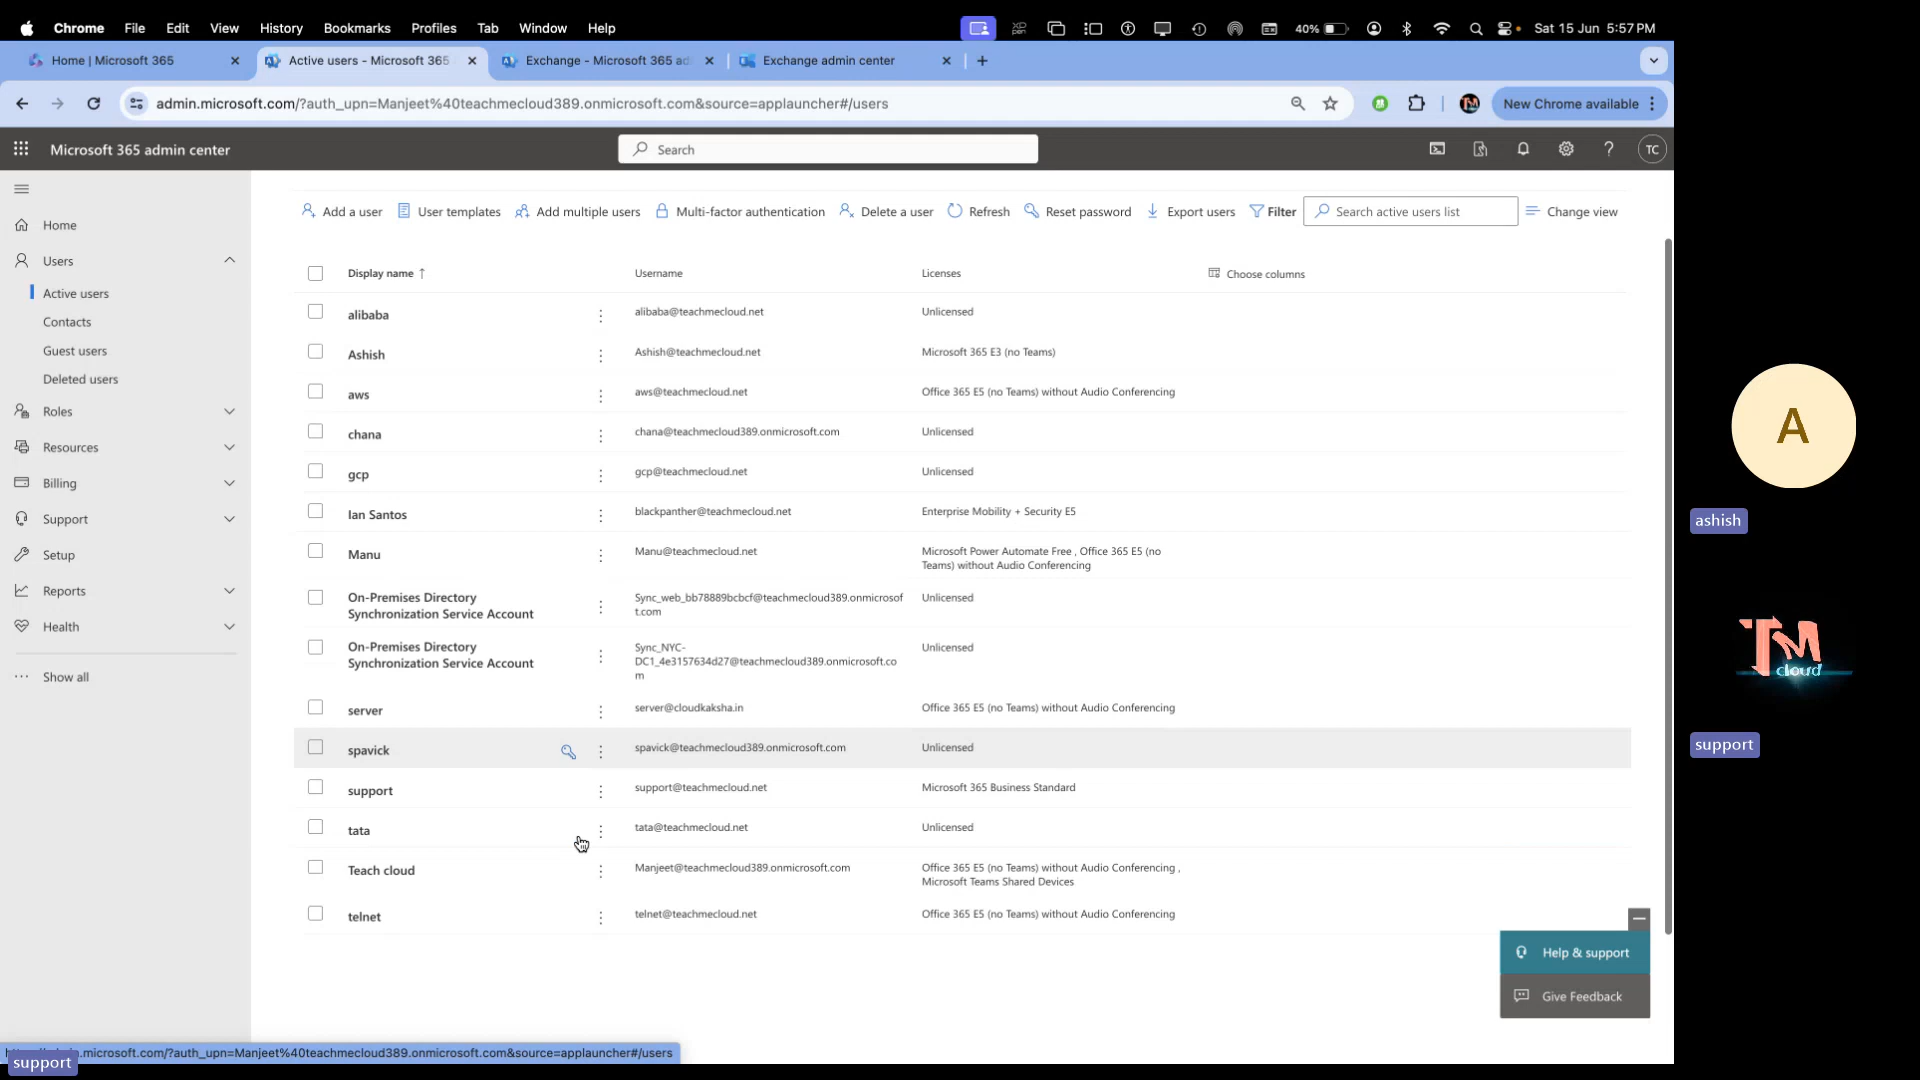 Chrome File Edit View History Bookmarks Profiles Tab Window Help 40% Sat 15 Jun 5:57 PM
Home | Microsoft 365 Active users - Microsoft 365 Exchange - Microsoft 365 ad Exchange admin center
admin.microsoft.com/?auth_upn=Manjeet%40teachmecloud389.onmicrosoft.com&source=applauncher#/users New Chrome available
Microsoft 365 admin center Search TC
Add a user User templates Add multiple users Multi-factor authentication Delete a user Refresh Reset password Export users Filter Search active users list Change view
Home
Users
Active users
Contacts
Guest users
Deleted users
Roles
Resources
Billing
Support
Setup
Reports
Health
Show all
Display name ↑ Username Licenses Choose columns
alibaba alibaba@teachmecloud.net Unlicensed
Ashish Ashish@teachmecloud.net Microsoft 365 E3 (no Teams)
aws aws@teachmecloud.net Office 365 E5 (no Teams) without Audio Conferencing
chana chana@teachmecloud389.onmicrosoft.com Unlicensed
gcp gcp@teachmecloud.net Unlicensed
Ian Santos blackpanther@teachmecloud.net Enterprise Mobility + Security E5
Manu Manu@teachmecloud.net Microsoft Power Automate Free , Office 365 E5 (no
Teams) without Audio Conferencing
On-Premises Directory Sync_web_bb78889bcbcf@teachmecloud389.onmicrosof Unlicensed
Synchronization Service Account t.com
On-Premises Directory Sync_NYC- Unlicensed
Synchronization Service Account DC1_4e3157634d27@teachmecloud389.onmicrosoft.co
m
server server@cloudkaksha.in Office 365 E5 (no Teams) without Audio Conferencing
spavick spavick@teachmecloud389.onmicrosoft.com Unlicensed
support support@teachmecloud.net Microsoft 365 Business Standard
tata tata@teachmecloud.net Unlicensed
Teach cloud Manjeet@teachmecloud389.onmicrosoft.com Office 365 E5 (no Teams) without Audio Conferencing ,
Microsoft Teams Shared Devices
telnet telnet@teachmecloud.net Office 365 E5 (no Teams) without Audio Conferencing
Help & support
Give Feedback
.microsoft.com/?auth_upn=Manjeet%40teachmecloud389.onmicrosoft.com&source=applauncher#/users
support
A
ashish
TM
cloud
support